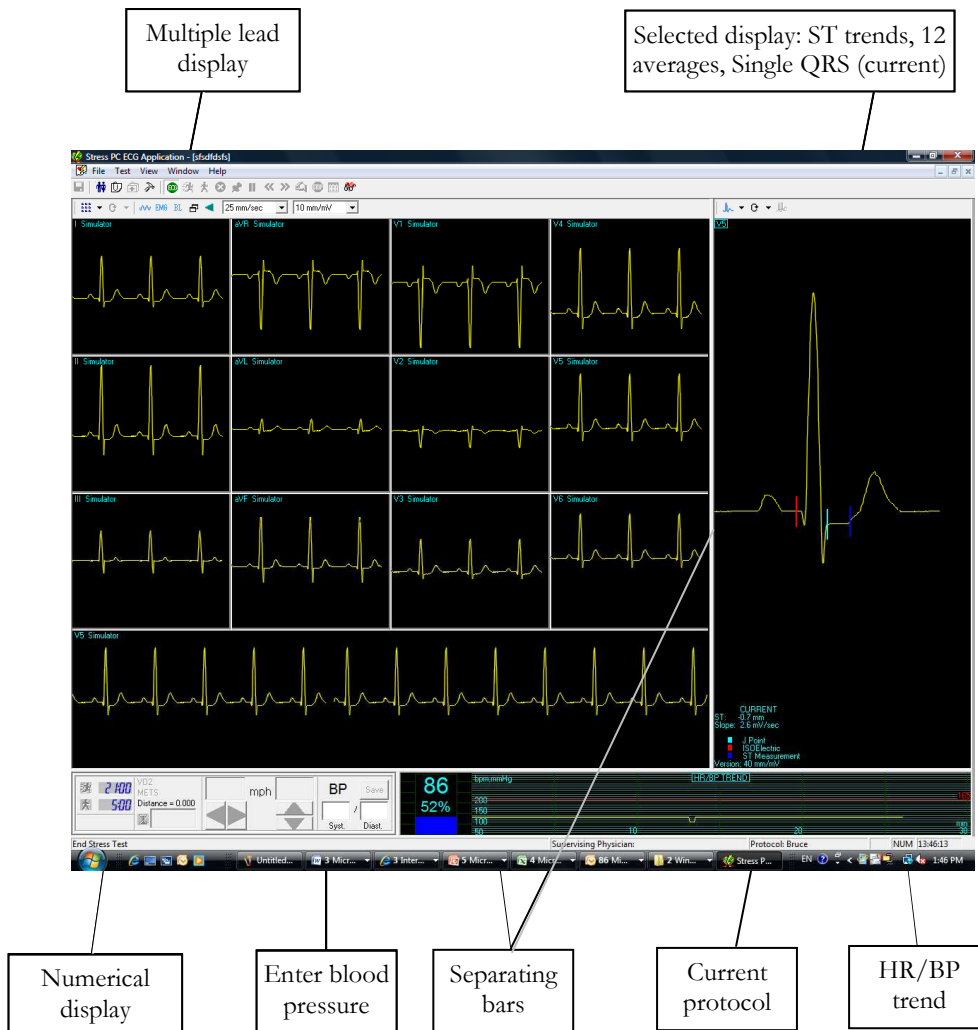 Multiple lead
display
Selected display: ST trends, 12
averages, Single QRS (current)
Stress PC ECG Application - [sfsdfdsfs]
File Test View Window Help
EMG BL 25 mm/sec 10 mm/mV
I Simulator
aVR Simulator
V1 Simulator
V4 Simulator
V5
II Simulator
aVL Simulator
V2 Simulator
V5 Simulator
III Simulator
aVF Simulator
V3 Simulator
V6 Simulator
V5 Simulator
CURRENT
ST: -0.7 mm
Slope: 2.6 mV/sec
J Point
ISOElectric
ST Measurement
Version: 40 mm/mV
21:00
5:00
VO2
METS
Distance = 0.000
mph
BP
Save
/
Syst.
Diast.
86
52%
bpm,mmHg
HR/BP TREND
200
165
150
100
50
10
20
min
30
End Stress Test
Supervising Physician:
Protocol: Bruce
NUM
13:46:13
Untitled...
3 Micr...
3 Inter...
5 Micr...
4 Micr...
86 Mi...
2 Win...
Stress P...
EN
1:46 PM
Numerical
display
Enter blood
pressure
Separating
bars
Current
protocol
HR/BP
trend